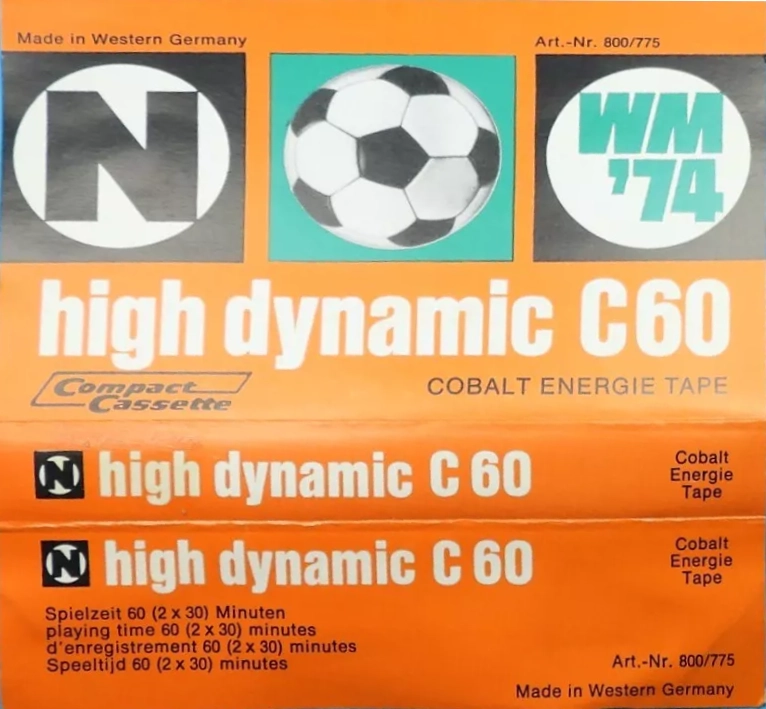 Made in Western Germany
Art.-Nr. 800/775
N
WM
'74
high dynamic C60
Compact
Cassette
COBALT ENERGIE TAPE
N high dynamic C 60
Cobalt
Energie
Tape
N high dynamic C 60
Cobalt
Energie
Tape
Spielzeit 60 (2 x 30) Minuten
playing time 60 (2 x 30) minutes
d'enregistrement 60 (2 x 30) minutes
Speeltijd 60 (2 x 30) minutes
Art.-Nr. 800/775
Made in Western Germany